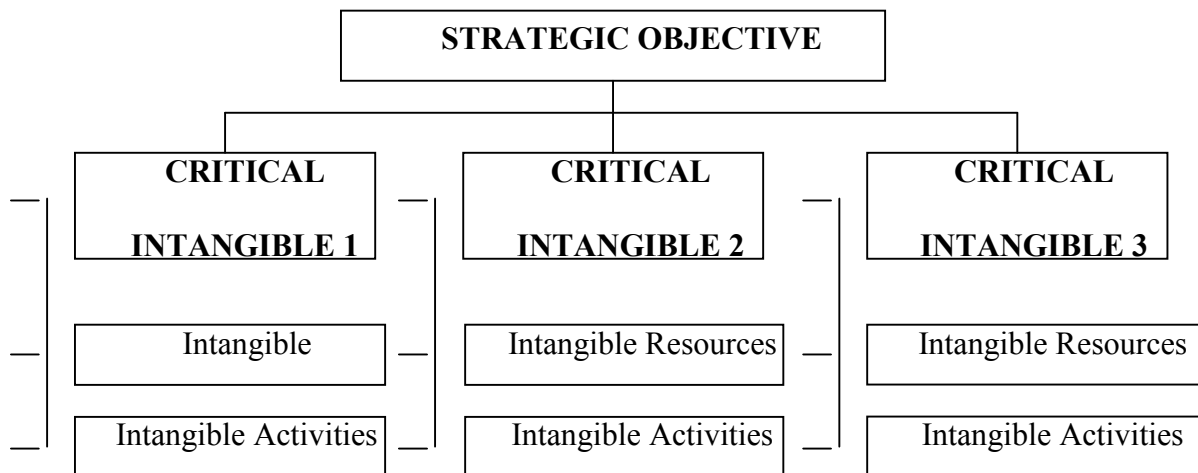 STRATEGIC OBJECTIVE
CRITICAL
INTANGIBLE 1
CRITICAL
INTANGIBLE 2
CRITICAL
INTANGIBLE 3
Intangible
Intangible Resources
Intangible Resources
Intangible Activities
Intangible Activities
Intangible Activities